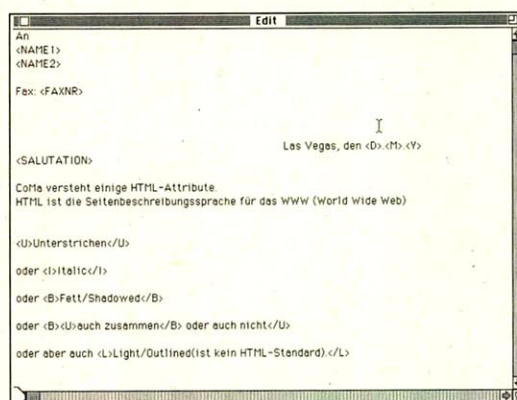 Edit
An
<NAME1>
<NAME2>
Fax: <FAXNR>
Las Vegas, den <D>.<M>.<Y>
<SALUTATION>
CoMa versteht einige HTML-Attribute.
HTML ist die Seitenbeschreibungssprache für das WWW (World Wide Web)
<U>Unterstrichen</U>
oder <I>Italic</I>
oder <B>Fett/Shadowed</B>
oder <B><U>auch zusammen</B> oder auch nicht</U>
oder aber auch <L>Light/Outlined(ist kein HTML-Standard).</L>